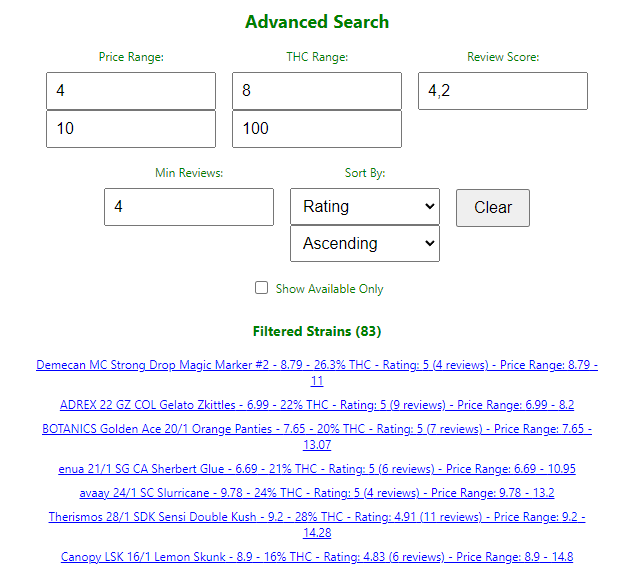 Advanced Search
Price Range:
THC Range:
Review Score:
4
8
4,2
10
100
Min Reviews:
Sort By:
4
Rating
Clear
Ascending
Show Available Only
Filtered Strains (83)
Demecan MC Strong Drop Magic Marker #2 - 8.79 - 26.3% THC - Rating: 5 (4 reviews) - Price Range: 8.79 -
11
ADREX 22 GZ COL Gelato Zkittles - 6.99 - 22% THC - Rating: 5 (9 reviews) - Price Range: 6.99 - 8.2
BOTANICS Golden Ace 20/1 Orange Panties - 7.65 - 20% THC - Rating: 5 (7 reviews) - Price Range: 7.65 -
13.07
enua 21/1 SG CA Sherbert Glue - 6.69 - 21% THC - Rating: 5 (6 reviews) - Price Range: 6.69 - 10.95
avaay 24/1 SC Slurricane - 9.78 - 24% THC - Rating: 5 (4 reviews) - Price Range: 9.78 - 13.2
Therismos 28/1 SDK Sensi Double Kush - 9.2 - 28% THC - Rating: 4.91 (11 reviews) - Price Range: 9.2 -
14.28
Canopy LSK 16/1 Lemon Skunk - 8.9 - 16% THC - Rating: 4.83 (6 reviews) - Price Range: 8.9 - 14.8